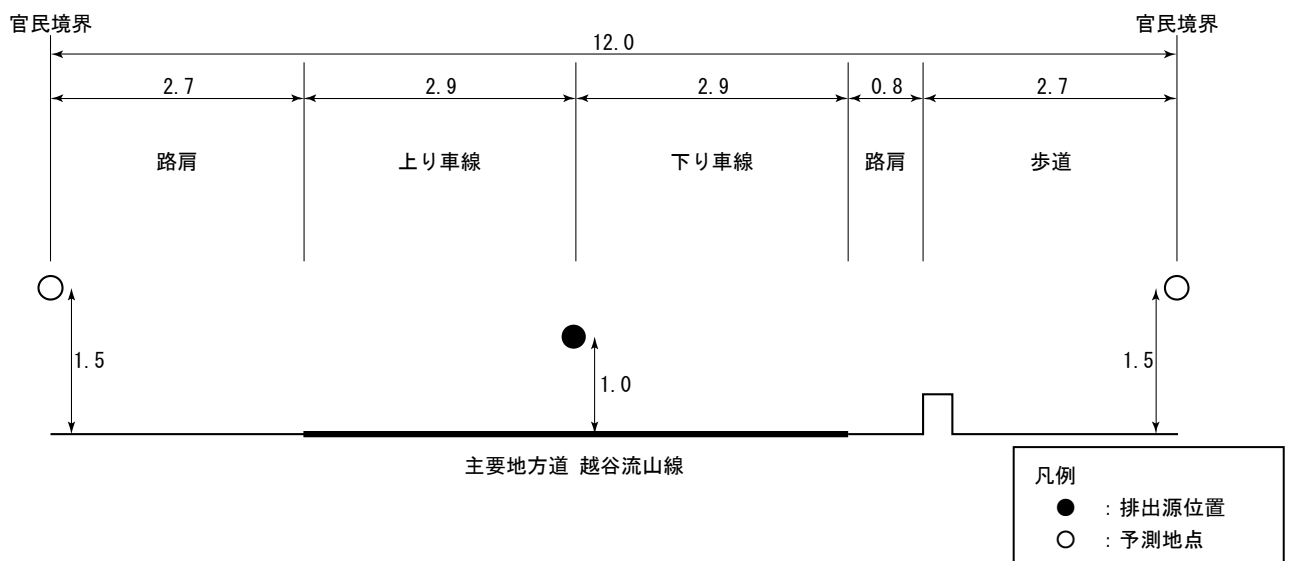 官民境界
官民境界
12.0
2.7
2.9
2.9
0.8
2.7
路肩
上り車線
下り車線
路肩
歩道
1.5
1.0
1.5
主要地方道 越谷流山線
凡例
● : 排出源位置
○ : 予測地点